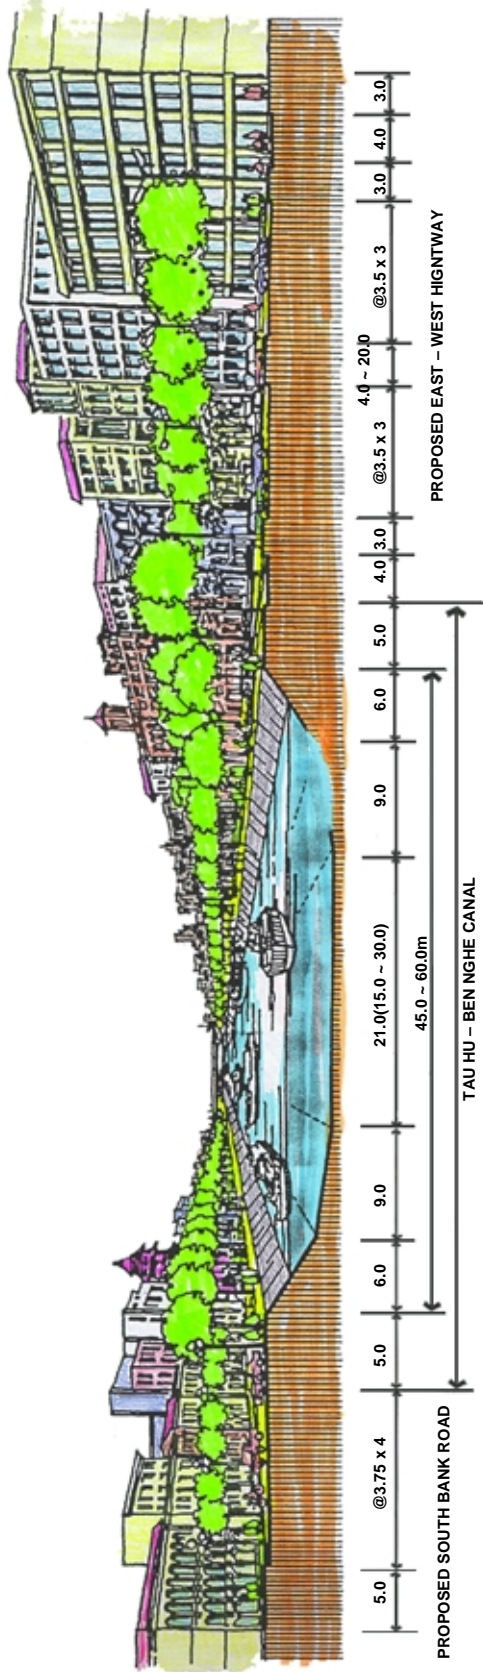 5.0
@3.75 x 4
5.0
6.0
9.0
21.0(15.0 ~ 30.0)
9.0
6.0
5.0
4.0
3.0
@3.5 x 3
4.0 ~ 20.0
@3.5 x 3
3.0
4.0
3.0
45.0 ~ 60.0m
PROPOSED SOUTH BANK ROAD
TAU HU – BEN NGHE CANAL
PROPOSED EAST – WEST HIGNTWAY